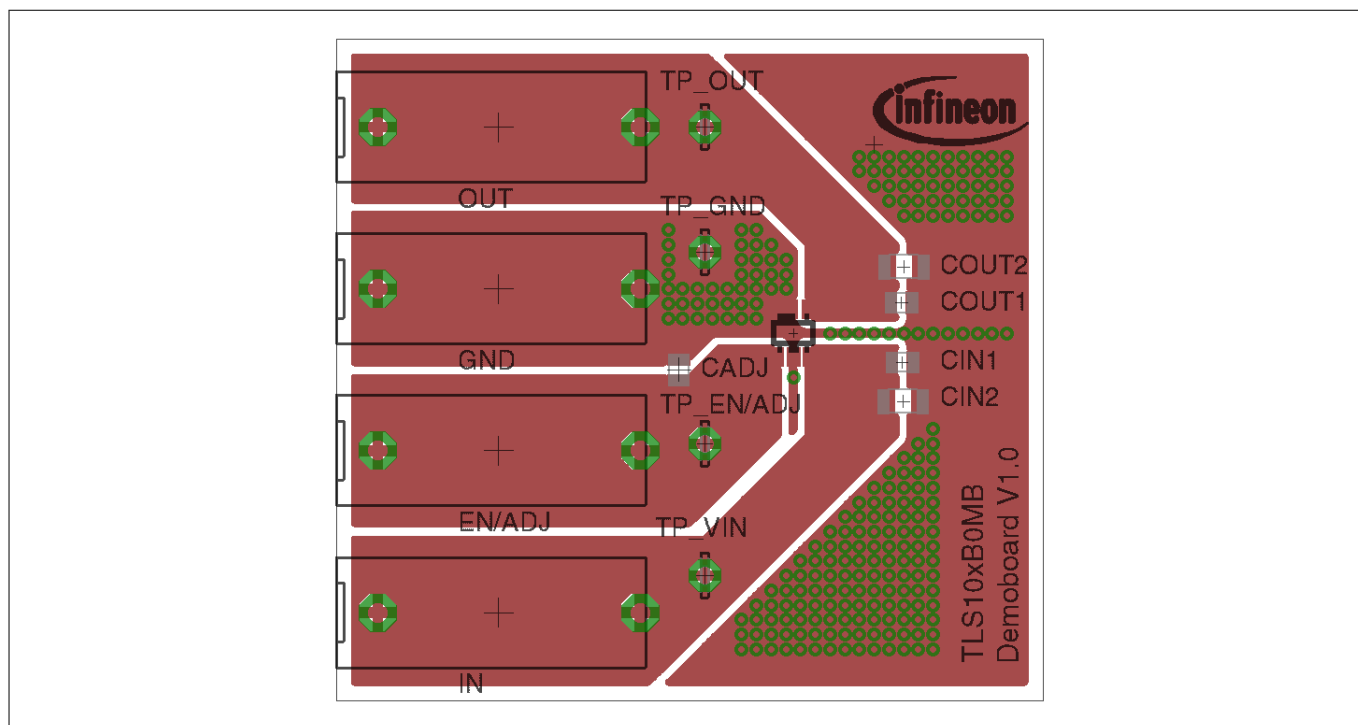 TP_OUT
infineon
OUT
TP_GND
COUT2
COUT1
GND
CADJ
CIN1
CIN2
TP_EN/ADJ
EN/ADJ
TP_VIN
IN
TLS10xB0MB
Demoboard V1.0